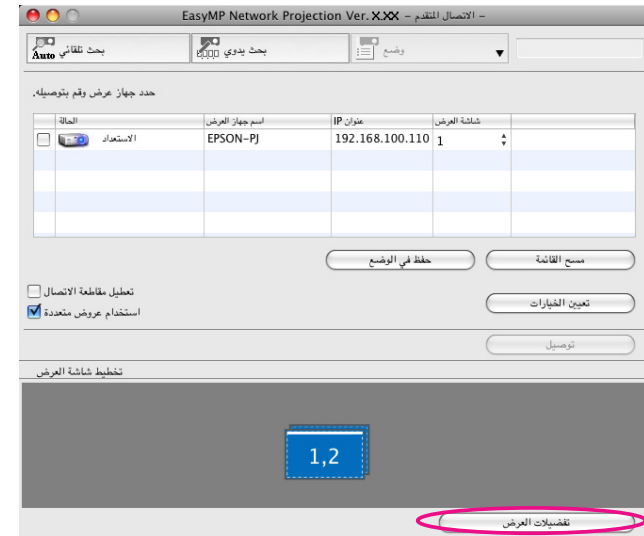 EasyMP Network Projection Ver. X.XX – الاتصال المتقدم –
Auto بحث تلقائي
بحث يدوي
وضع
حدد جهاز عرض وقم بتوصيله.
الحالة
اسم جهاز العرض
عنوان IP
شاشة العرض
الاستعداد
EPSON-PJ
192.168.100.110
1
حفظ في الوضع
مسح القائمة
تعطيل مقاطعة الاتصال
استخدام عروض متعددة
تعيين الخيارات
توصيل
تخطيط شاشة العرض
1,2
تفضيلات العرض